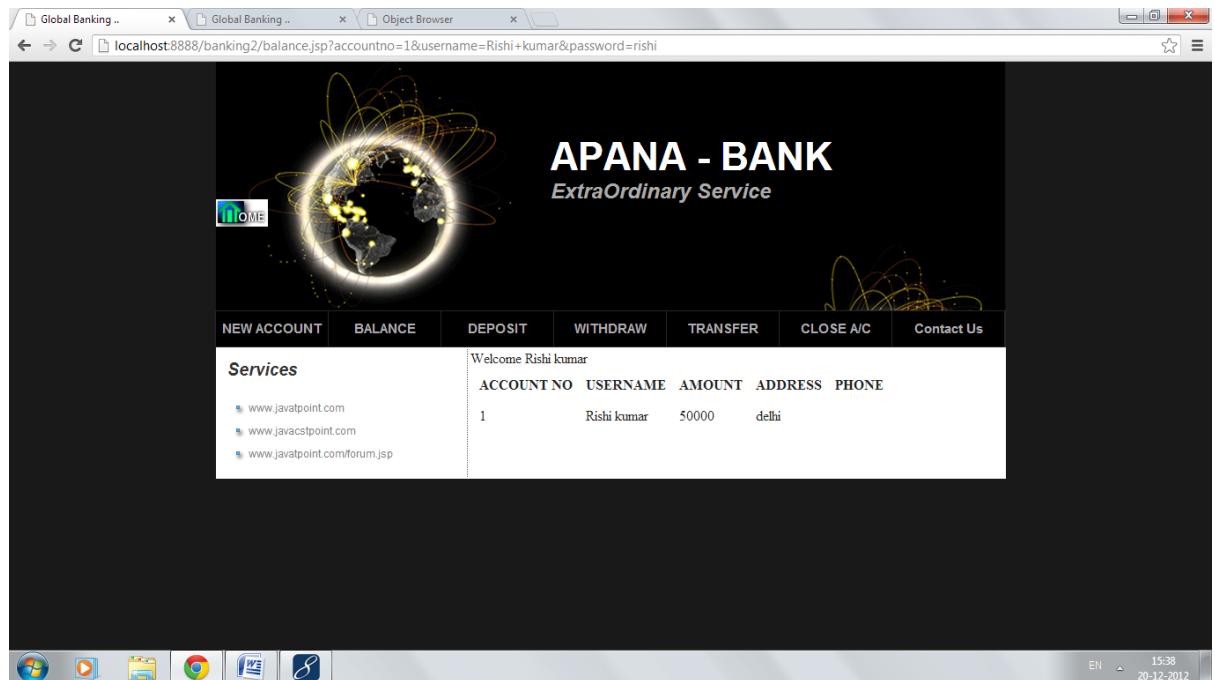 Global Banking ..
Global Banking ..
Object Browser
localhost:8888/banking2/balance.jsp?accountno=1&username=Rishi+kumar&password=rishi
APANA - BANK
ExtraOrdinary Service
HOME
NEW ACCOUNT BALANCE DEPOSIT WITHDRAW TRANSFER CLOSE A/C Contact Us
Services
www.javatpoint.com
www.javacstpoint.com
www.javatpoint.com/forum.jsp
Welcome Rishi kumar
ACCOUNT NO USERNAME AMOUNT ADDRESS PHONE
1 Rishi kumar 50000 delhi
EN 15:38
20-12-2012